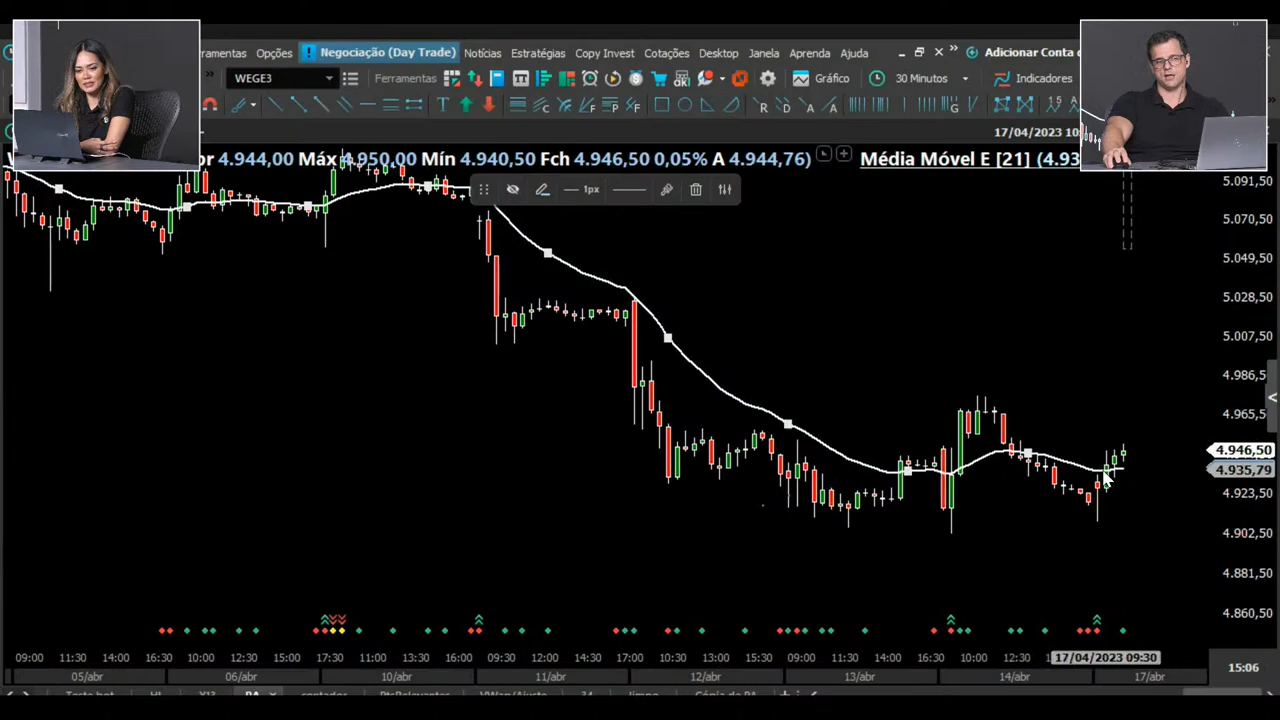 erramentas Opções ! Negociação (Day Trade) Notícias Estratégias Copy Invest Cotações Desktop Janela Aprenda Ajuda Adicionar Conta d
WEGE3 Ferramentas Gráfico 30 Minutos Indicadores
17/04/2023
4.944,00 Máx 4.950,00 Mín 4.940,50 Fch 4.946,50 0,05% A 4.944,76) Média Móvel E [21] (4.93
1px
5.091,50
5.070,50
5.049,50
5.028,50
5.007,50
4.986,50
4.965,50
4.946,50
4.935,79
4.923,50
4.902,50
4.881,50
4.860,50
09:00 11:30 14:00 16:30 10:00 12:30 14:30 17:30 11:00 13:30 16:00 09:30 12:00 14:30 17:00 10:30 13:00 15:30 09:00 11:30 14:00 16:30 10:00 12:30 17/04/2023 09:30
05/abr 06/abr 10/abr 11/abr 12/abr 13/abr 14/abr 17/abr
15:06